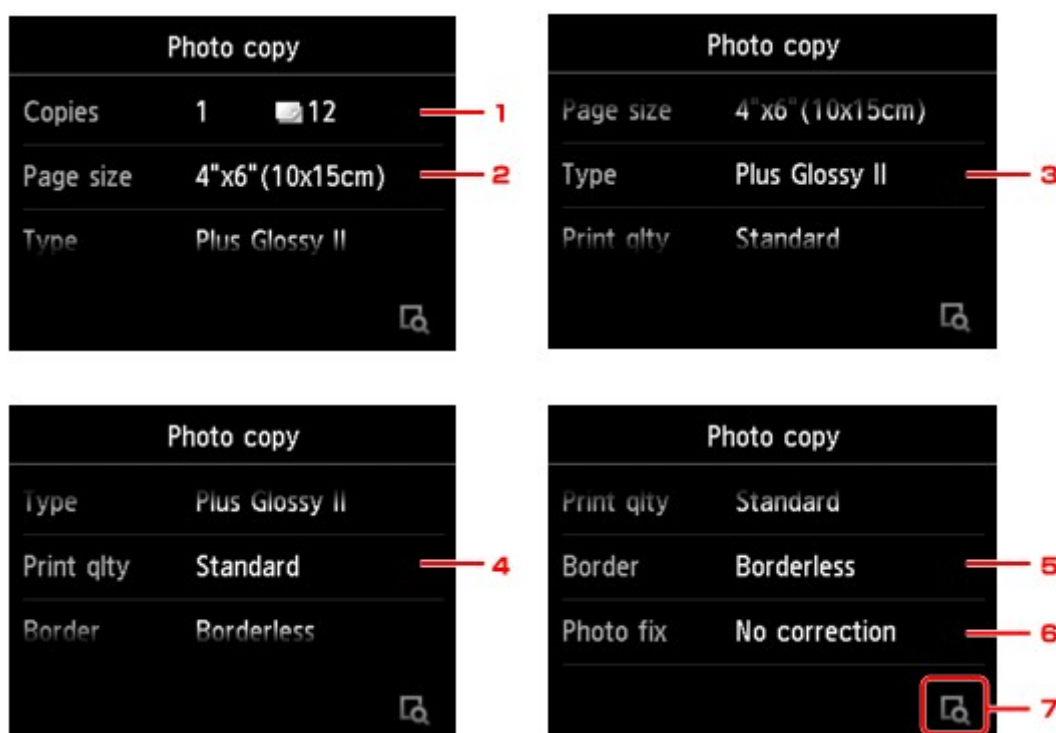 Photo copy
Copies 1 12 1
Page size 4"x6"(10x15cm) 2
Type Plus Glossy II
Photo copy
Page size 4"x6"(10x15cm)
Type Plus Glossy II 3
Print qlty Standard
Photo copy
Type Plus Glossy II
Print qlty Standard 4
Border Borderless
Photo copy
Print qlty Standard
Border Borderless 5
Photo fix No correction 6
7